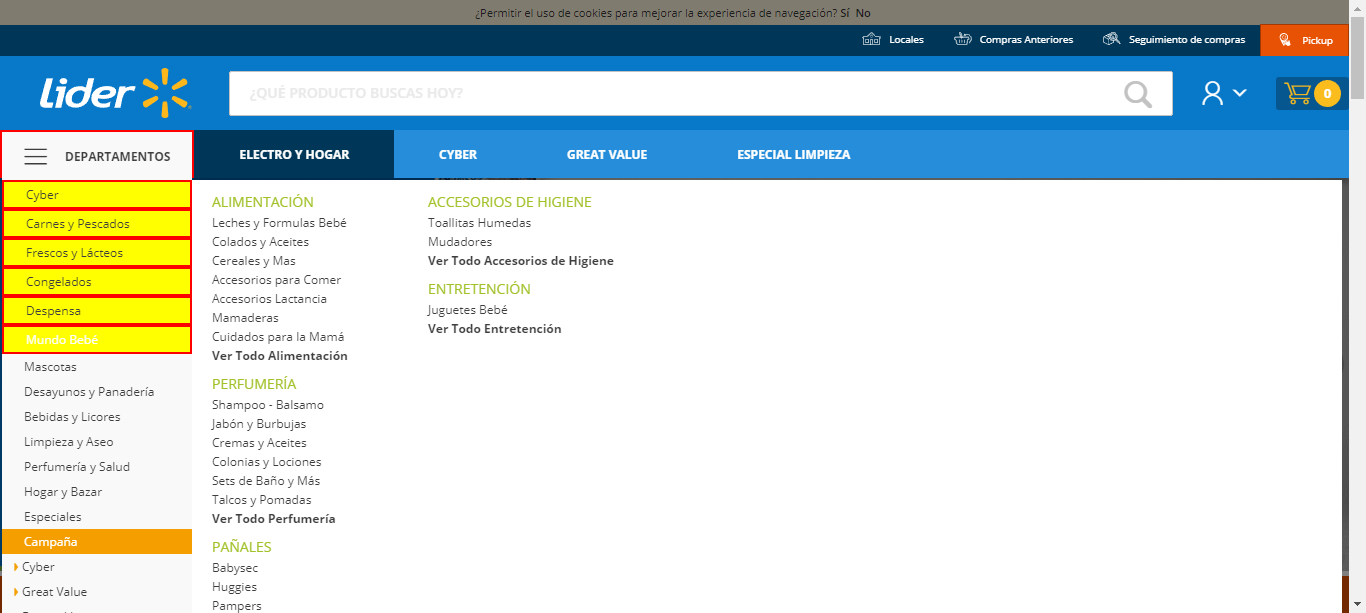 ¿Permitir el uso de cookies para mejorar la experiencia de navegación? Sí No
Locales
Compras Anteriores
Seguimiento de compras
Pickup
Lider
¿QUÉ PRODUCTO BUSCAS HOY?
0
DEPARTAMENTOS
ELECTRO Y HOGAR
CYBER
GREAT VALUE
ESPECIAL LIMPIEZA
Cyber
Carnes y Pescados
Frescos y Lácteos
Congelados
Despensa
Mundo Bebé
Mascotas
Desayunos y Panadería
Bebidas y Licores
Limpieza y Aseo
Perfumería y Salud
Hogar y Bazar
Especiales
Campaña
Cyber
Great Value
ALIMENTACIÓN
Leches y Formulas Bebé
Colados y Aceites
Cereales y Mas
Accesorios para Comer
Accesorios Lactancia
Mamaderas
Cuidados para la Mamá
Ver Todo Alimentación
PERFUMERÍA
Shampoo - Balsamo
Jabón y Burbujas
Cremas y Aceites
Colonias y Lociones
Sets de Baño y Más
Talcos y Pomadas
Ver Todo Perfumería
PAÑALES
Babysec
Huggies
Pampers
ACCESORIOS DE HIGIENE
Toallitas Humedas
Mudadores
Ver Todo Accesorios de Higiene
ENTRETENCIÓN
Juguetes Bebé
Ver Todo Entretención